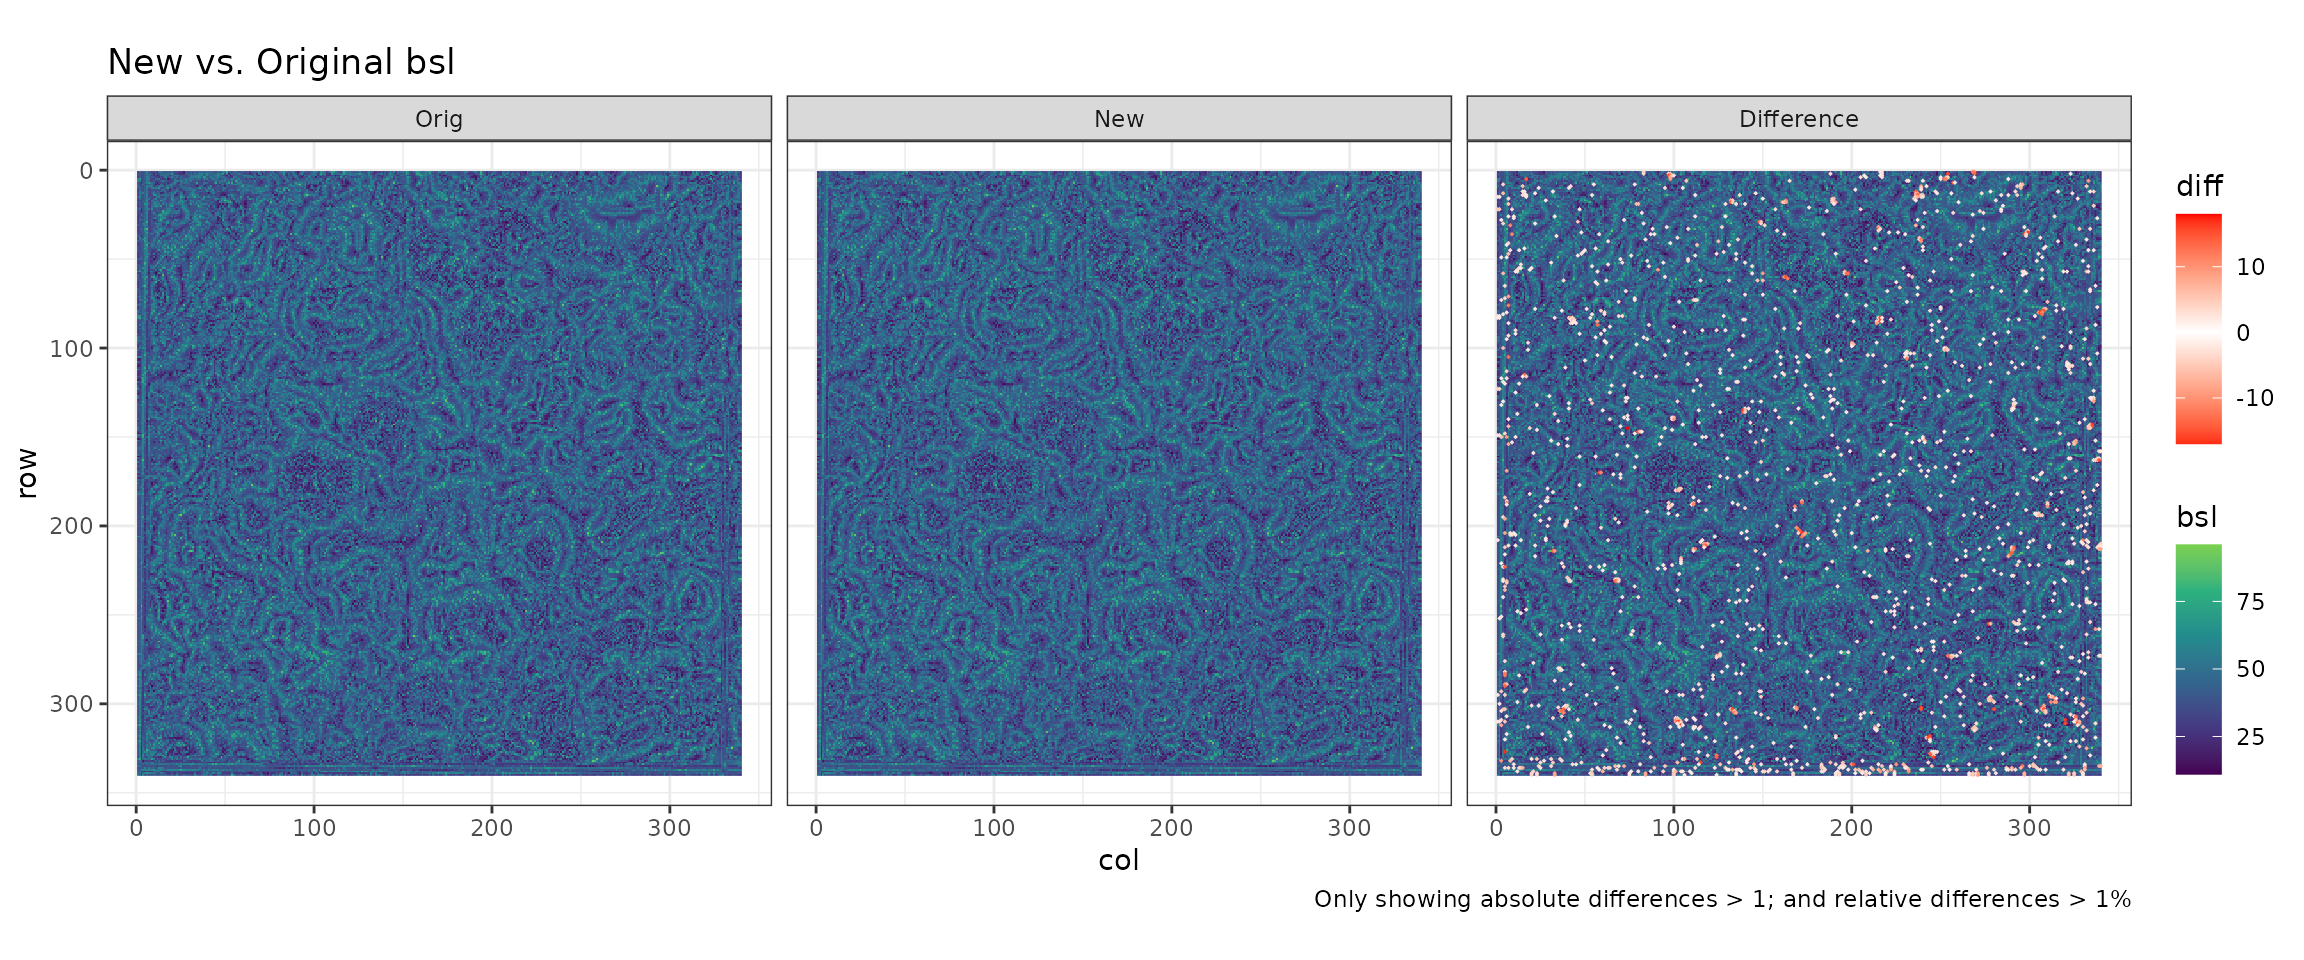 New vs. Original bsl
Orig
New
Difference
0
100
200
300
row
0
100
200
300
0
100
200
300
0
100
200
300
col
diff
10
0
-10
bsl
75
50
25
Only showing absolute differences > 1; and relative differences > 1%